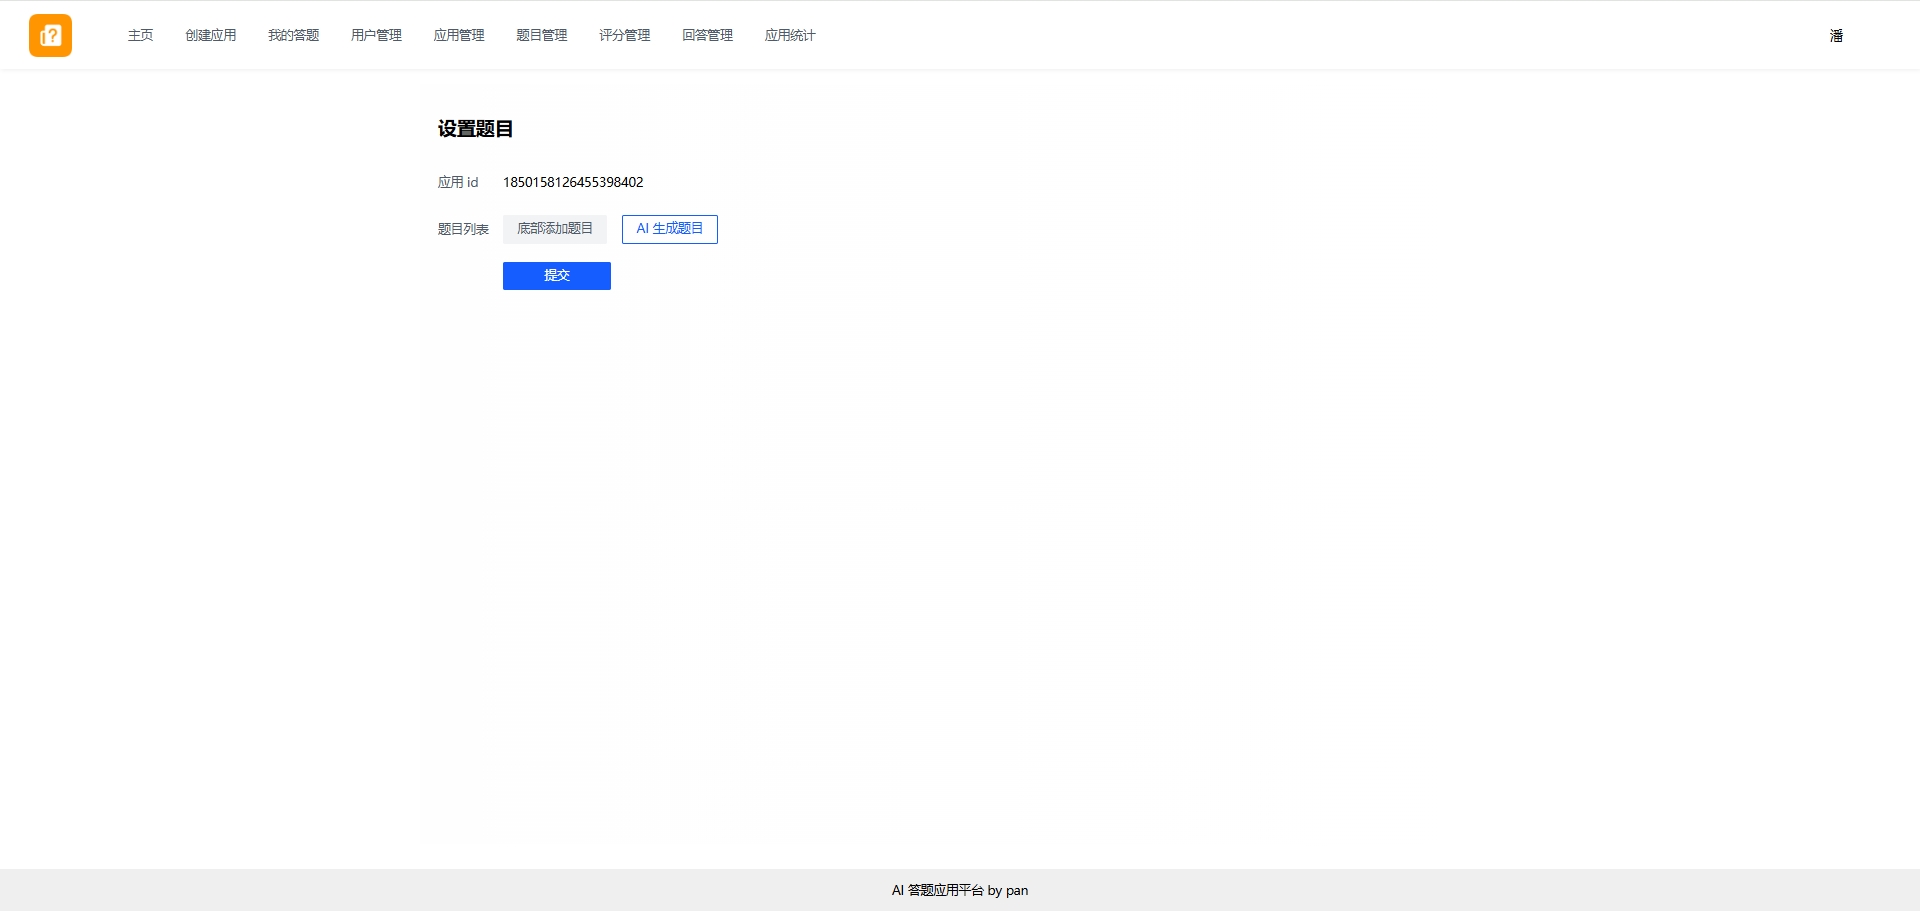 主页 创建应用 我的答题 用户管理 应用管理 题目管理 评分管理 回答管理 应用统计 潘
设置题目
应用 id 1850158126455398402
题目列表 底部添加题目 AI 生成题目
提交
AI 答题应用平台 by pan